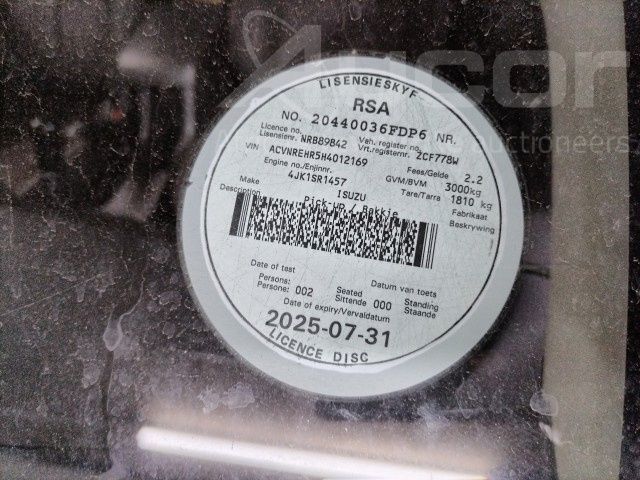 Aucor
Auctioneers
LISENSIESKYF
RSA
NO. 20440036FDP6 NR.
Licence no. Veh. register no.
Lisensienr. NRB89842 Vrt.registernr. ZCF778W
VIN ACVNREHR5H4012169 Fees/Gelde 2.2
Engine no./Enjinnr. GVM/BVM 3000kg
4JK1SR1457 Tare/Tarra 1810 kg
Make ISUZU Fabrikaat
Description Pick-up / Bakkie Beskrywing
Date of test Datum van toets
Persons: Seated Standing
Persone: 002 Sittende 000 Staande
Date of expiry/Vervaldatum
2025-07-31
LICENCE DISC